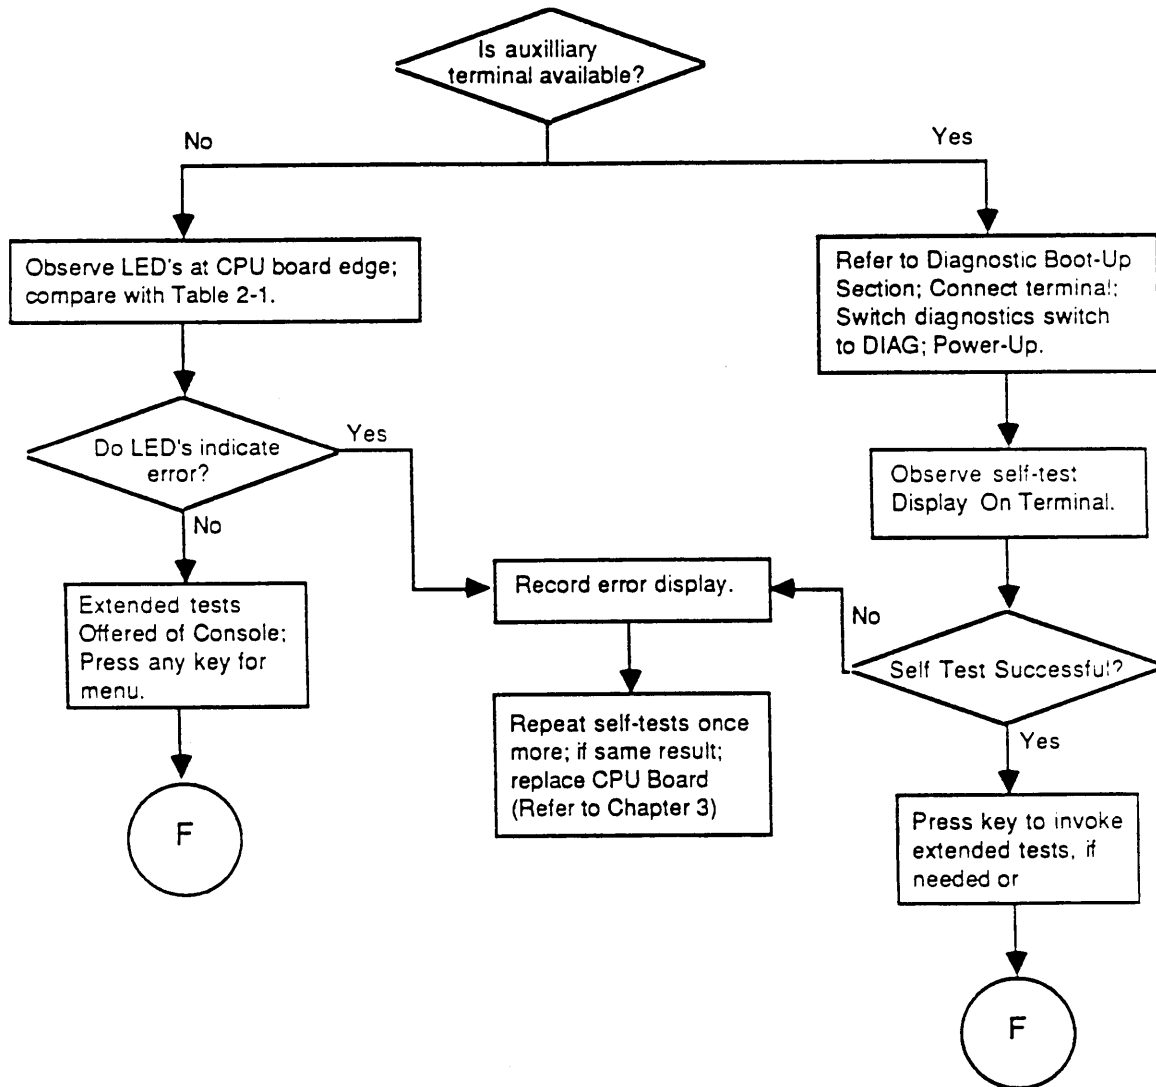 Is auxilliary
terminal available?
No
Yes
Observe LED's at CPU board edge;
compare with Table 2-1.
Refer to Diagnostic Boot-Up
Section; Connect terminal;
Switch diagnostics switch
to DIAG; Power-Up.
Do LED's indicate
error?
Yes
No
Observe self-test
Display On Terminal.
Extended tests
Offered of Console;
Press any key for
menu.
Record error display.
No
Self Test Successful?
Yes
Repeat self-tests once
more; if same result;
replace CPU Board
(Refer to Chapter 3)
Press key to invoke
extended tests, if
needed or
F
F